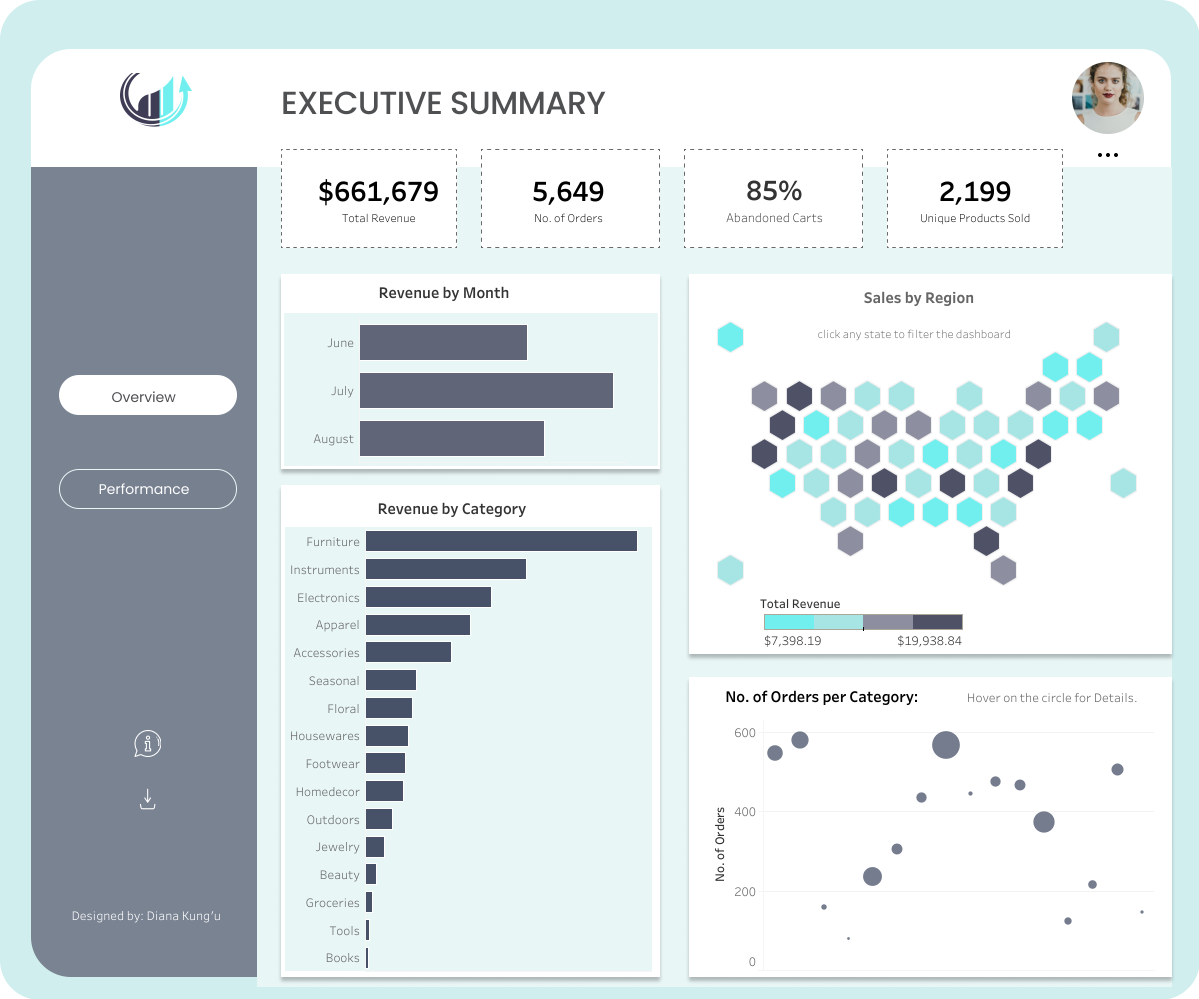 EXECUTIVE SUMMARY
$661,679
Total Revenue
5,649
No. of Orders
85%
Abandoned Carts
2,199
Unique Products Sold
Overview
Performance
Designed by: Diana Kung'u
Revenue by Month
June
July
August
Revenue by Category
Furniture
Instruments
Electronics
Apparel
Accessories
Seasonal
Floral
Housewares
Footwear
Homedecor
Outdoors
Jewelry
Beauty
Groceries
Tools
Books
Sales by Region
click any state to filter the dashboard
Total Revenue
$7,398.19 $19,938.84
No. of Orders per Category: Hover on the circle for Details.
No. of Orders
600
400
200
0